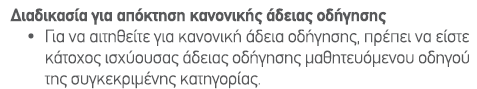 Διαδικασία για απόκτηση κανονικής άδειας οδήγησης
• Για να αιτηθείτε για κανονική άδεια οδήγησης, πρέπει να είστε
κάτοχος ισχύουσας άδειας οδήγησης μαθητευόμενου οδηγού
της συγκεκριμένης κατηγορίας.